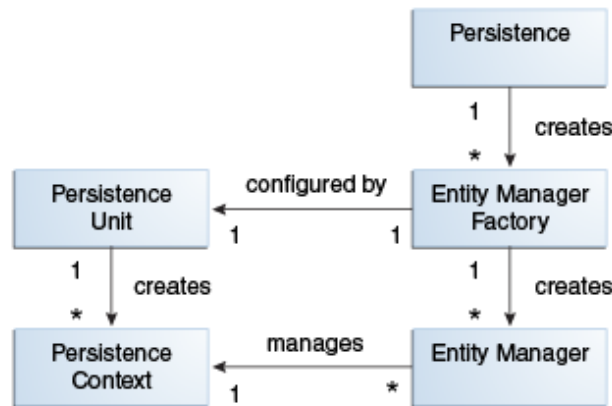 Persistence
1
creates
*
Persistence
Unit
configured by
1
1
Entity Manager
Factory
1
creates
*
1
creates
*
Persistence
Context
manages
1
*
Entity Manager